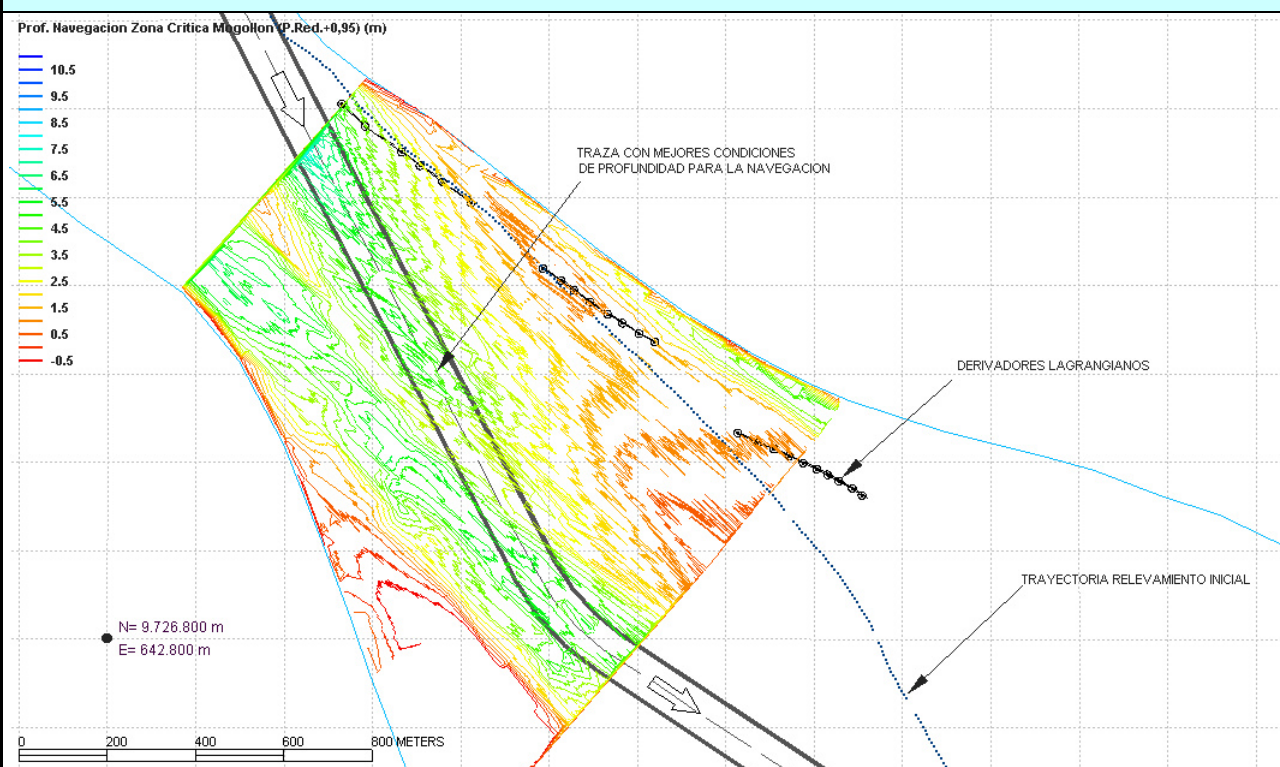 Prof. Navegacion Zona Critica Mogollon (P.Red.+0,95) (m)
10.5
9.5
8.5
7.5
6.5
5.5
4.5
3.5
2.5
1.5
0.5
-0.5
TRAZA CON MEJORES CONDICIONES
DE PROFUNDIDAD PARA LA NAVEGACION
DERIVADORES LAGRANGIANOS
TRAYECTORIA RELEVAMIENTO INICIAL
N= 9.726.800 m
E= 642.800 m
0 200 400 600 800 METERS